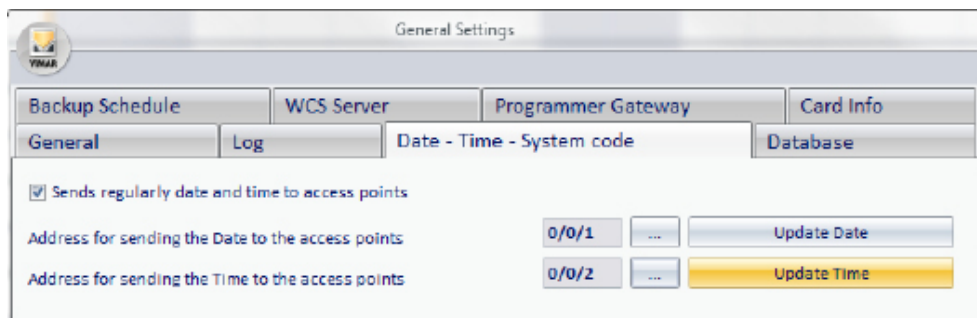 General Settings
VIMAR
Backup Schedule WCS Server Programmer Gateway Card Info
General Log Date - Time - System code Database
Sends regularly date and time to access points
Address for sending the Date to the access points 0/0/1 ... Update Date
Address for sending the Time to the access points 0/0/2 ... Update Time